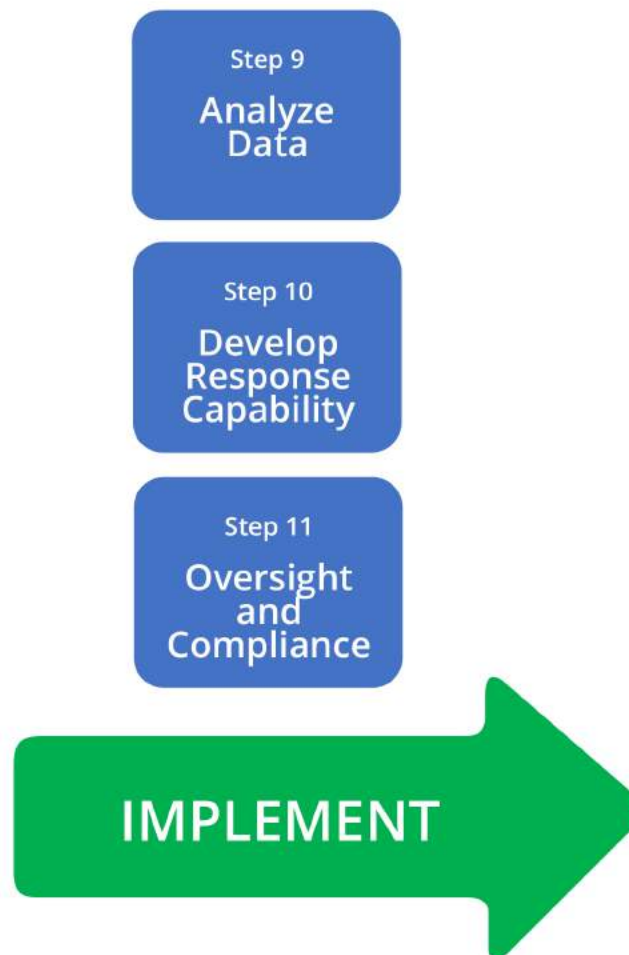 Step 9
Analyze
Data
Step 10
Develop
Response
Capability
Step 11
Oversight
and
Compliance
IMPLEMENT